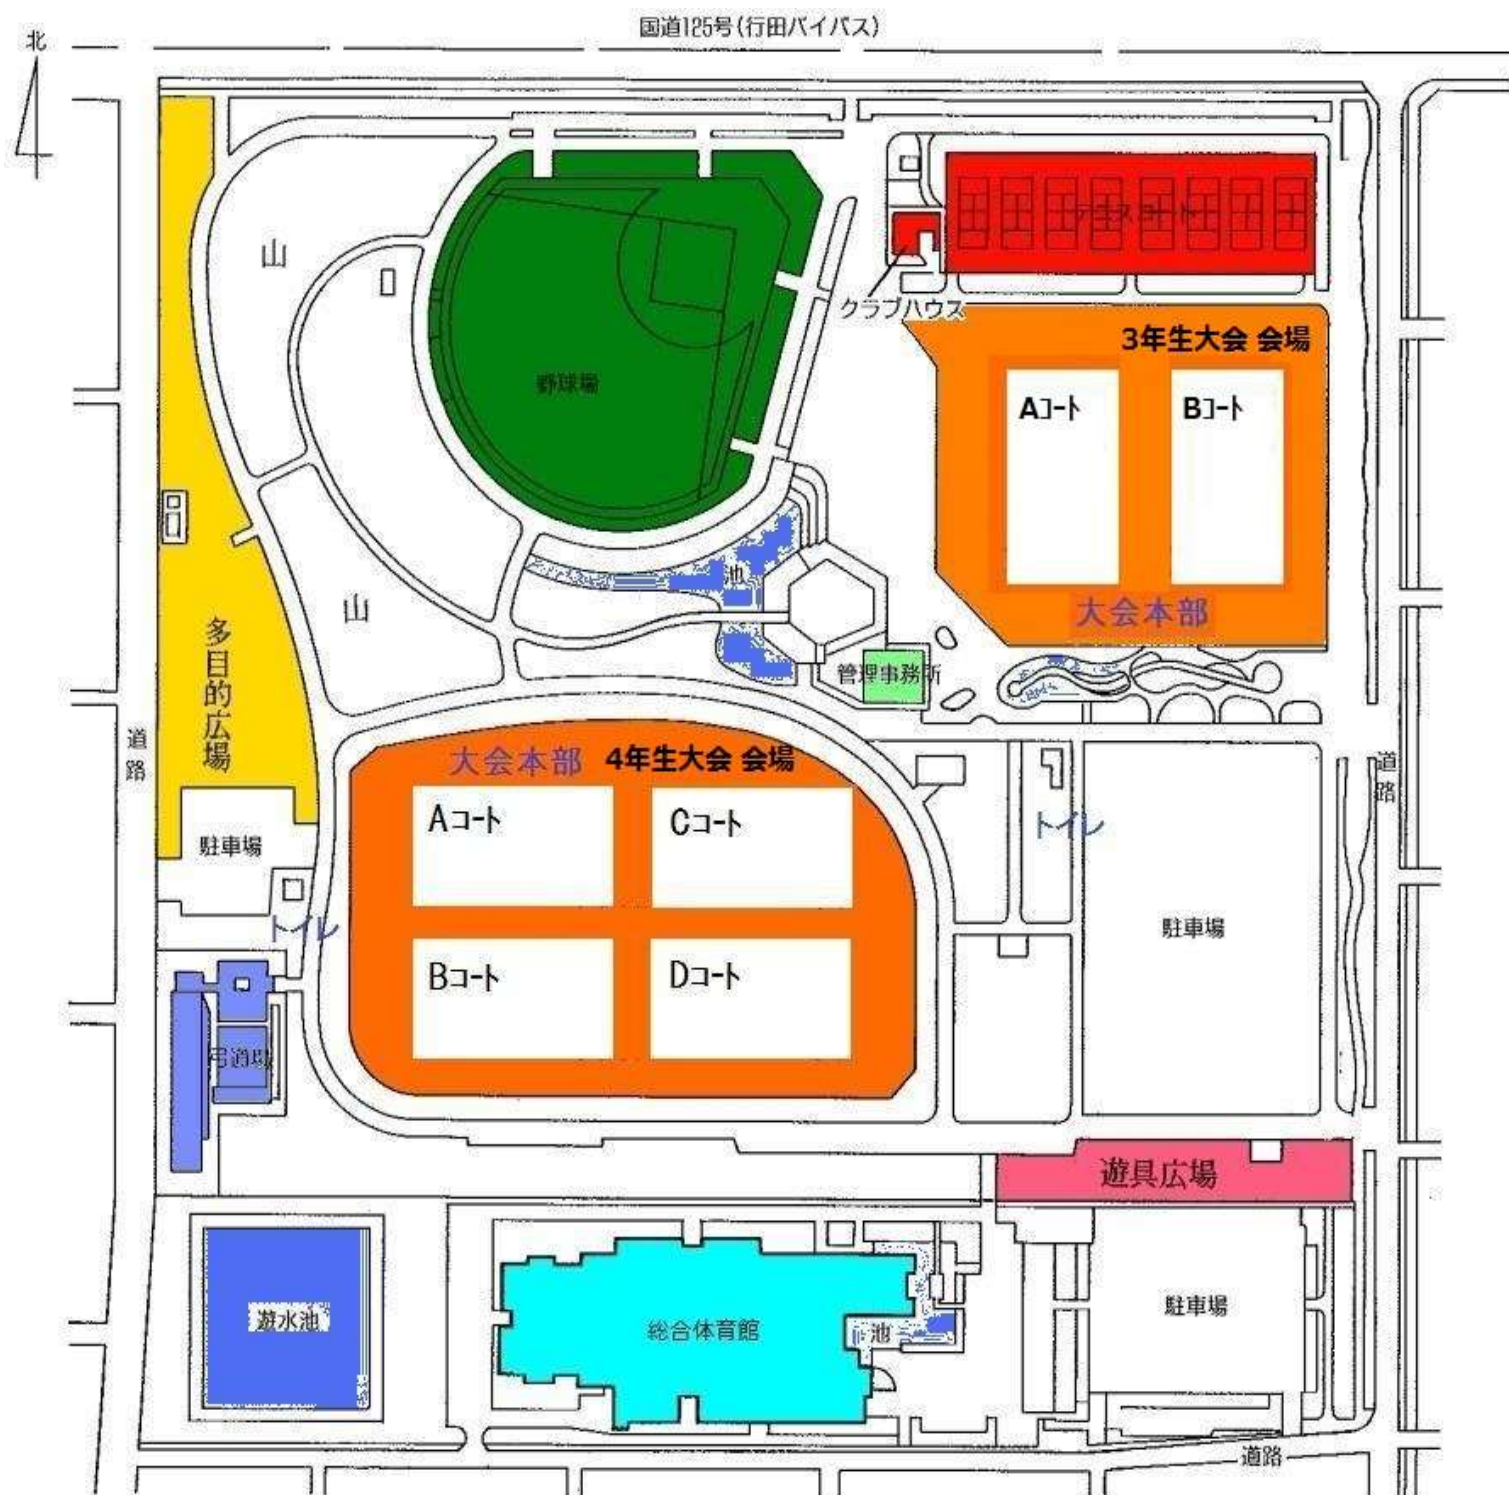 国道125号(行田バイパス)
北
山
テニスコート
クラブハウス
野球場
3年生大会 会場
Aコート
Bコート
池
山
大会本部
多目的広場
管理事務所
道路
大会本部 4年生大会 会場
道路
Aコート
Cコート
トイレ
駐車場
トイレ
駐車場
Bコート
Dコート
弓道場
遊具広場
遊水池
総合体育館
池
駐車場
道路